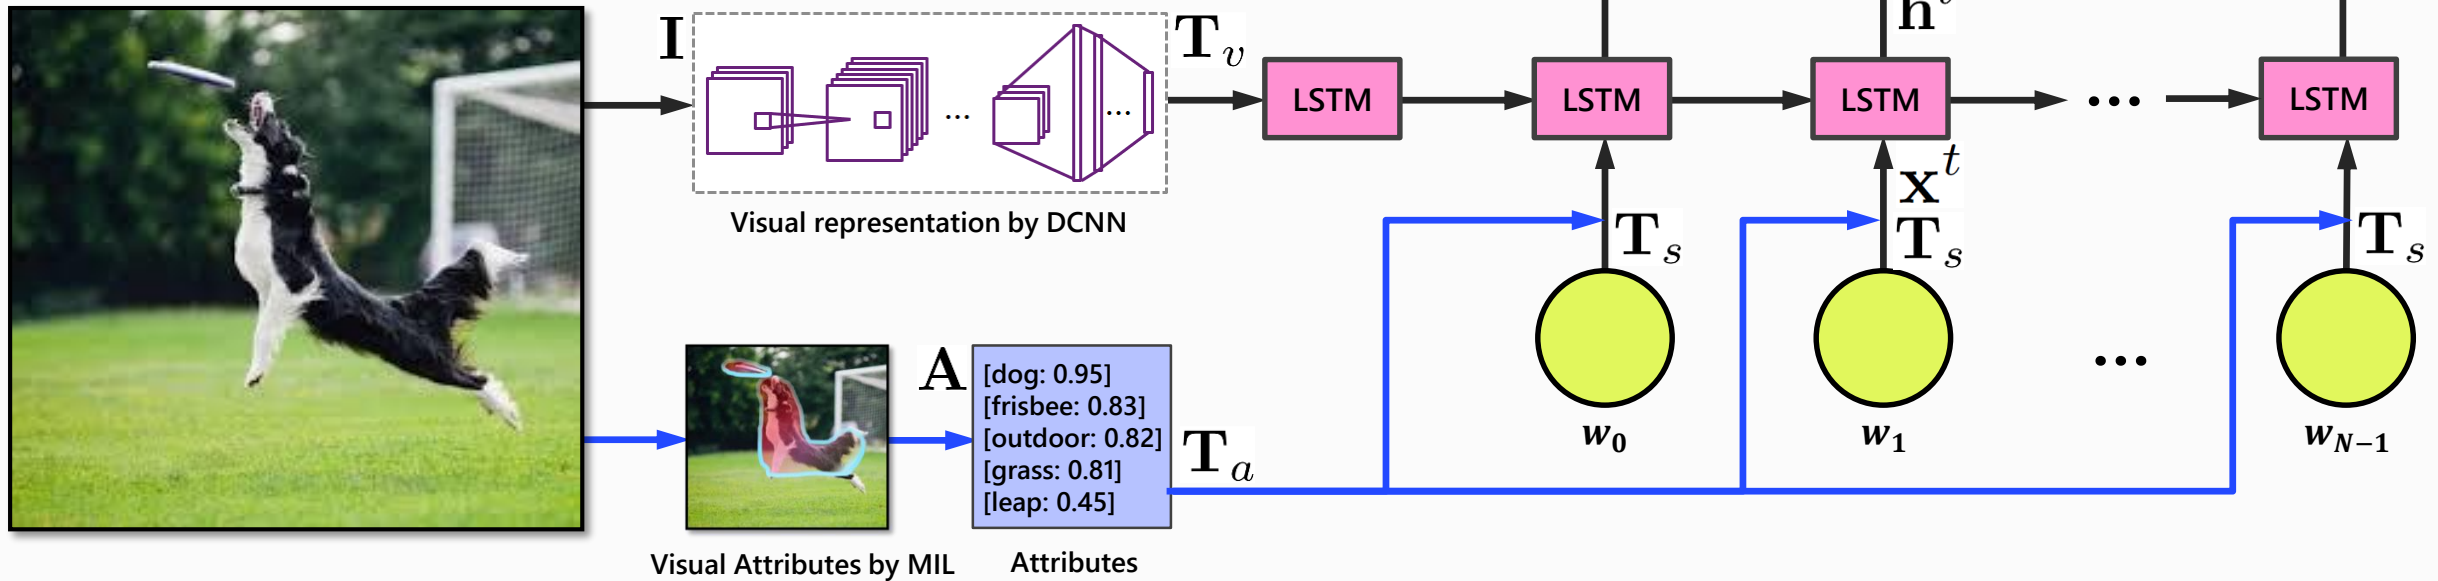 I
T_v
h^t
LSTM
LSTM
LSTM
...
LSTM
...
...
x^t
Visual representation by DCNN
T_s
T_s
T_s
A
[dog: 0.95]
[frisbee: 0.83]
[outdoor: 0.82]
[grass: 0.81]
[leap: 0.45]
T_a
...
w_0
w_1
w_{N-1}
Visual Attributes by MIL
Attributes